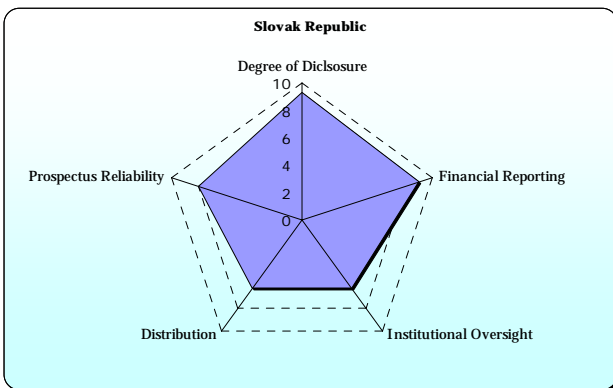 Slovak Republic
Degree of Diclsosure
10
8
6
4
2
0
Prospectus Reliability
Financial Reporting
Distribution
Institutional Oversight